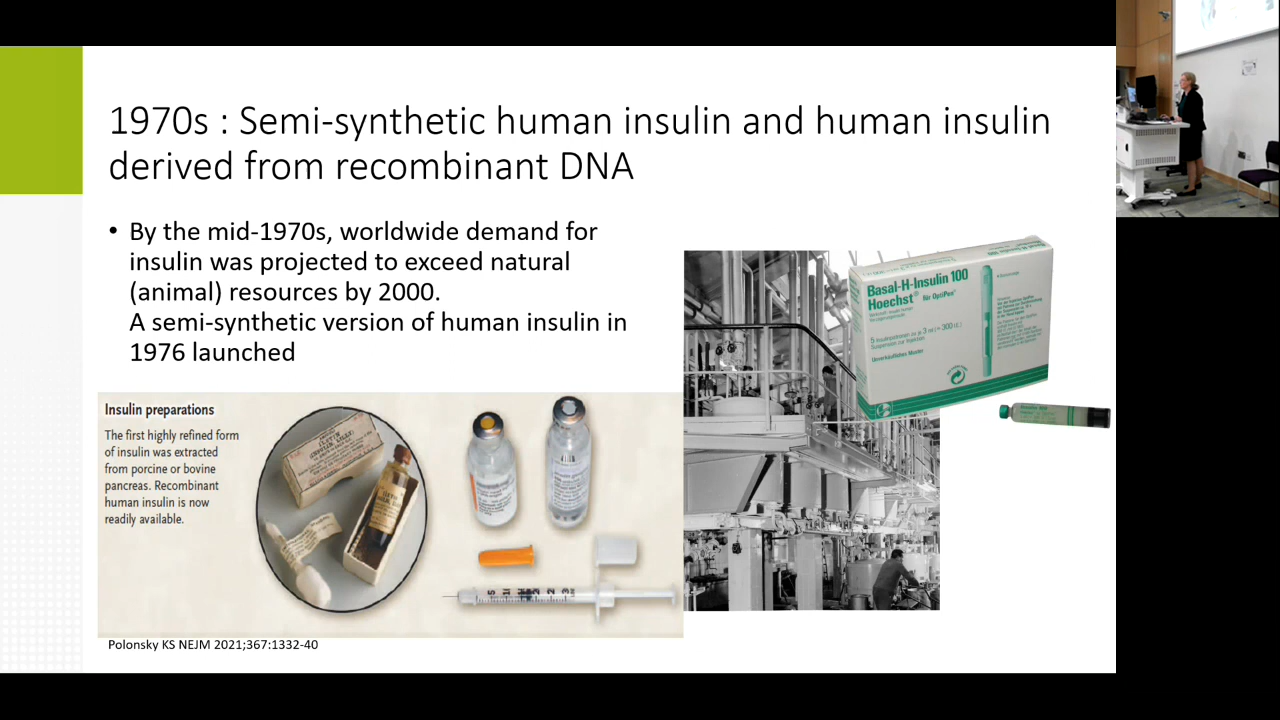 1970s : Semi-synthetic human insulin and human insulin
derived from recombinant DNA
• By the mid-1970s, worldwide demand for
insulin was projected to exceed natural
(animal) resources by 2000.
A semi-synthetic version of human insulin in
1976 launched
Insulin preparations
The first highly refined form
of insulin was extracted
from porcine or bovine
pancreas. Recombinant
human insulin is now
readily available.
Basal-H-Insulin 100
Hoechst® für OptiPen®
Unverkäufliches Muster
Polonsky KS NEJM 2021;367:1332-40